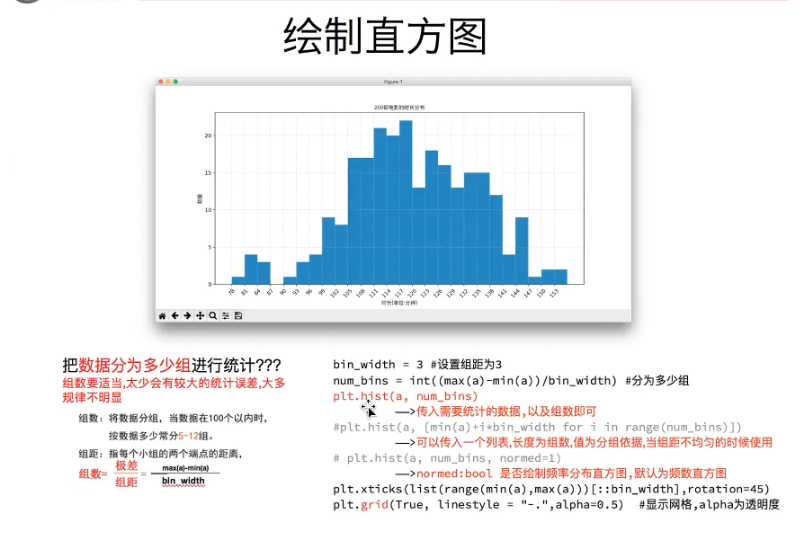 绘制直方图
Figure 1
250部电影的时长分布
数量
20
15
10
5
0
78 81 84 87 90 93 96 99 102 105 108 111 114 117 120 123 126 129 132 135 138 141 144 147 150 153
时长(单位:分钟)
把数据分为多少组进行统计???
组数要适当,太少会有较大的统计误差,大多
规律不明显
组数：将数据分组，当数据在100个以内时，
按数据多少常分5-12组。
组距：指每个小组的两个端点的距离，
组数= 极差/组距 = max(a)-min(a)/bin_width
bin_width = 3 #设置组距为3
num_bins = int((max(a)-min(a))/bin_width) #分为多少组
plt.hist(a, num_bins)
——>传入需要统计的数据,以及组数即可
#plt.hist(a, [min(a)+i*bin_width for i in range(num_bins)])
——>可以传入一个列表,长度为组数,值为分组依据,当组距不均匀的时候使用
# plt.hist(a, num_bins, normed=1)
——>normed:bool 是否绘制频率分布直方图,默认为频数直方图
plt.xticks(list(range(min(a),max(a)))[::bin_width],rotation=45)
plt.grid(True, linestyle = "-.",alpha=0.5) #显示网格,alpha为透明度